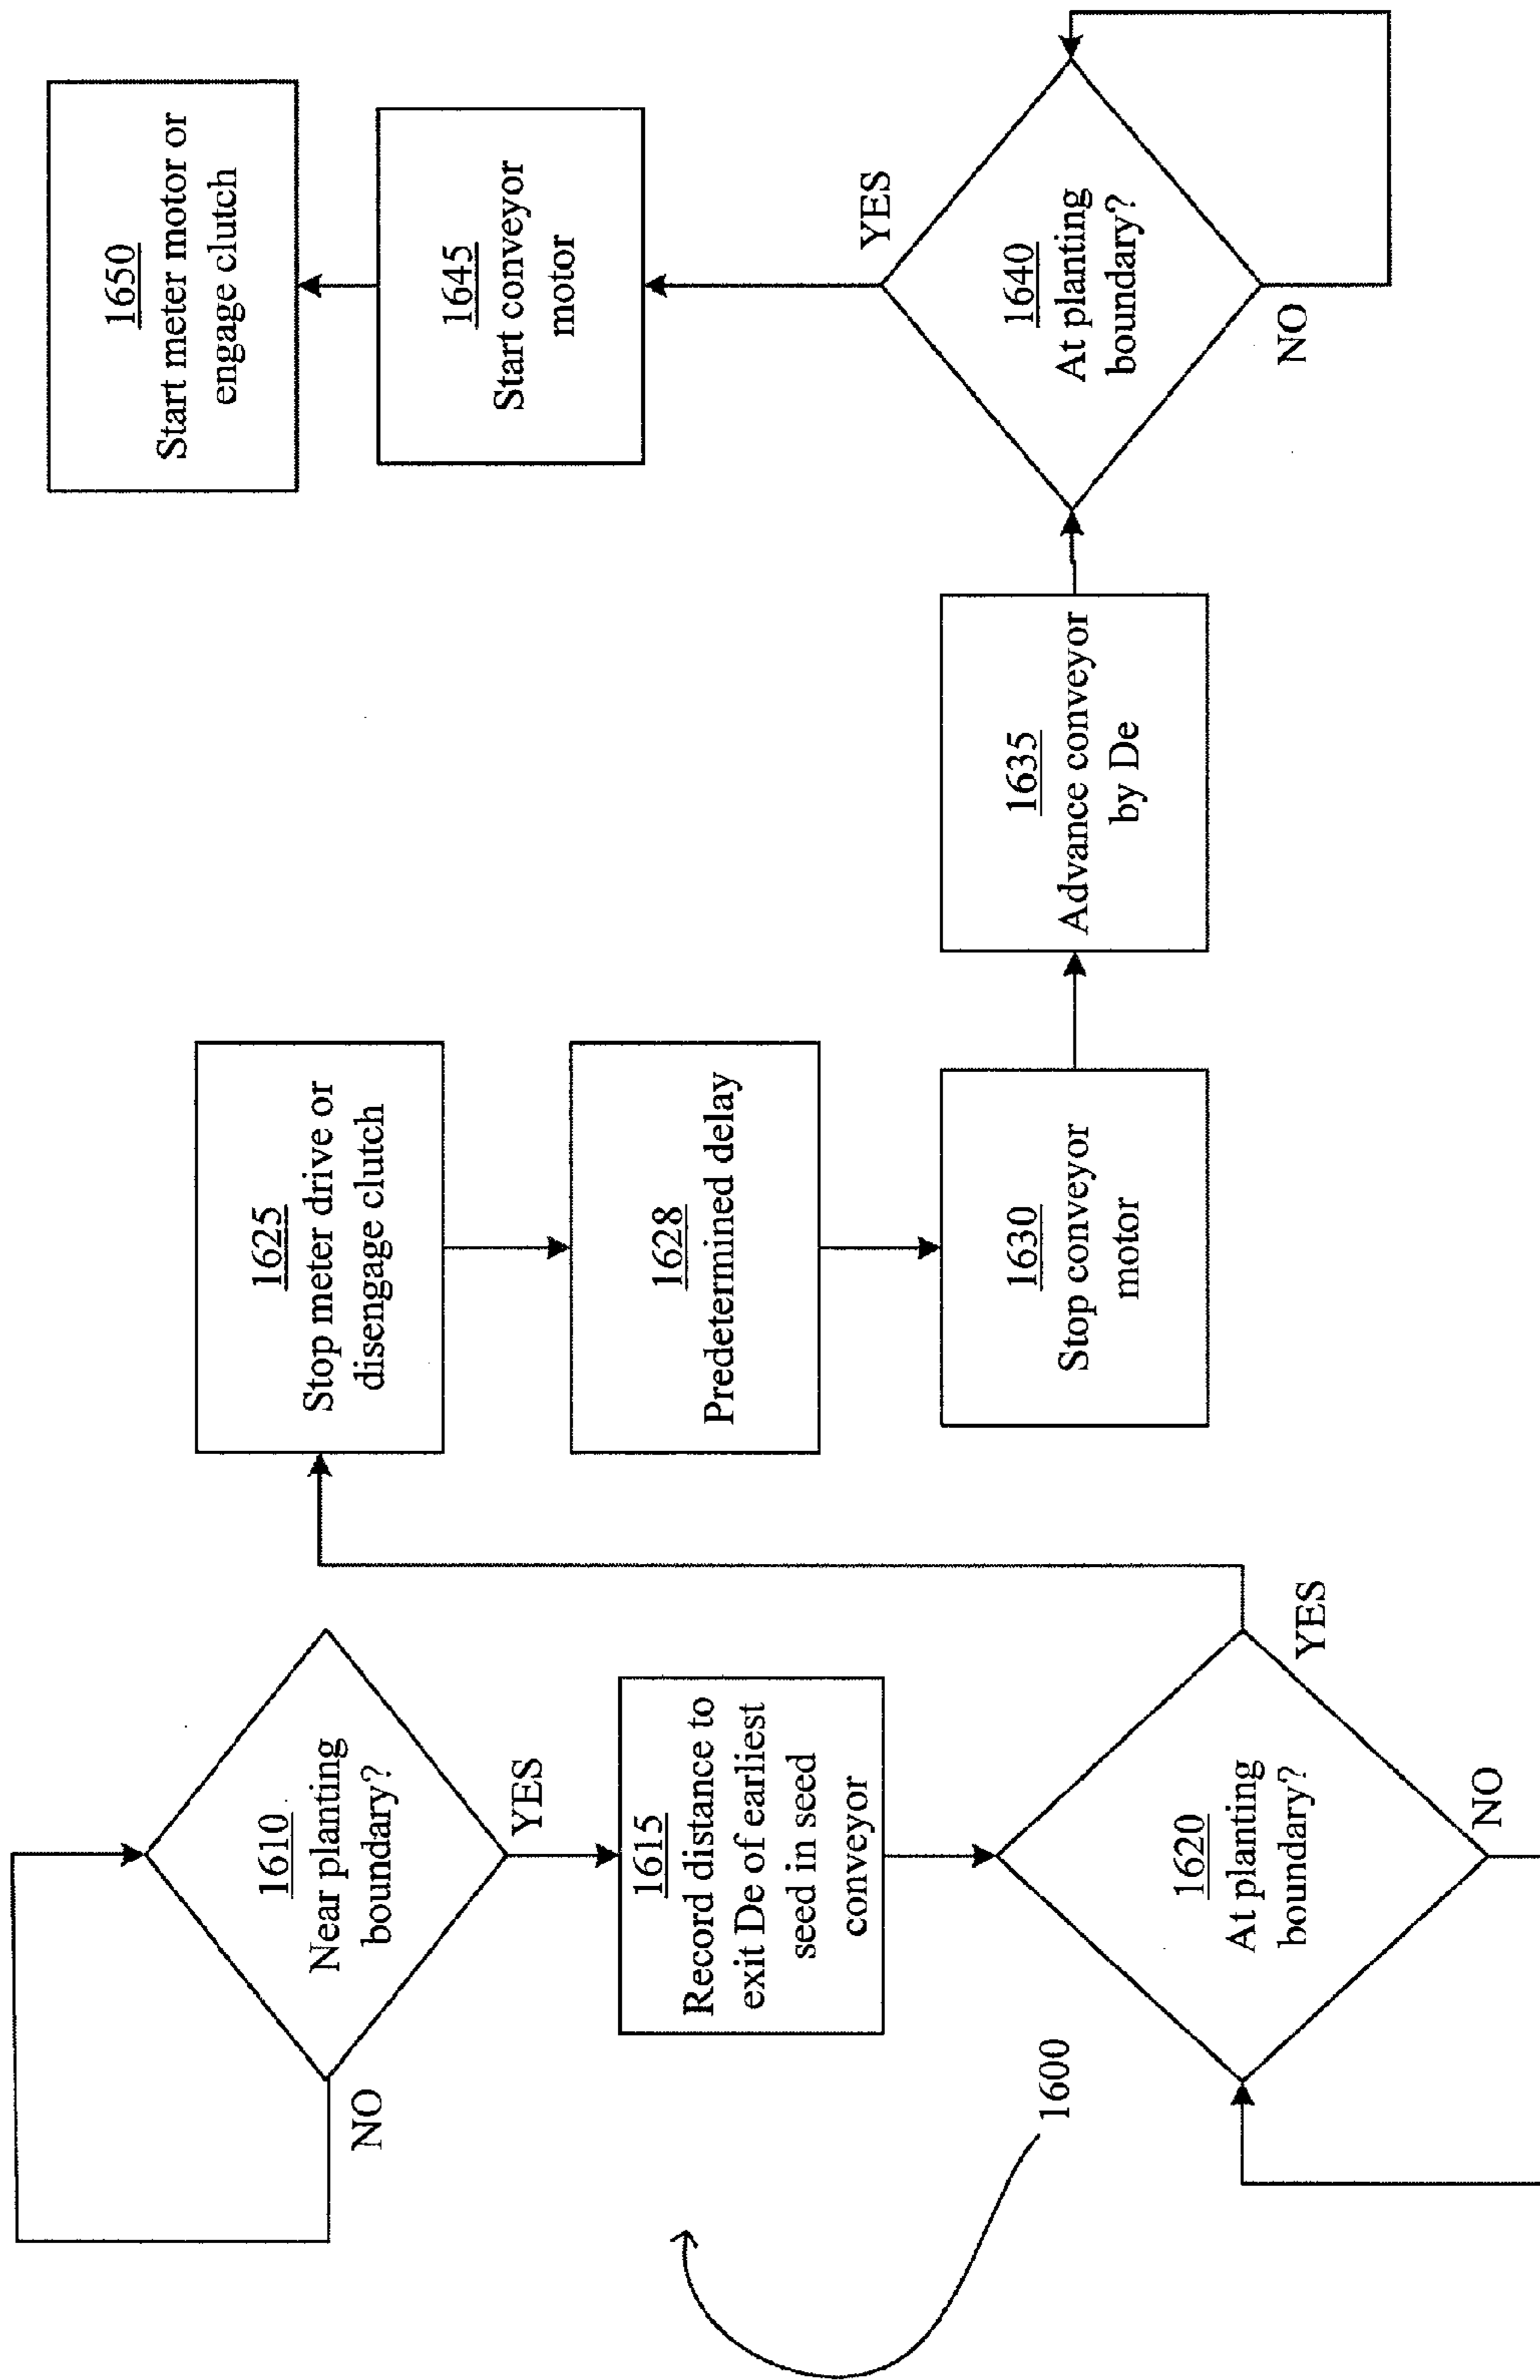 1610
Near planting
boundary?
NO
YES
1615
Record distance to
exit De of earliest
seed in seed
conveyor
1620
At planting
boundary?
YES
NO
1600
1625
Stop meter drive or
disengage clutch
1628
Predetermined delay
1630
Stop conveyor
motor
1635
Advance conveyor
by De
1640
At planting
boundary?
YES
NO
1645
Start conveyor
motor
1650
Start meter motor or
engage clutch